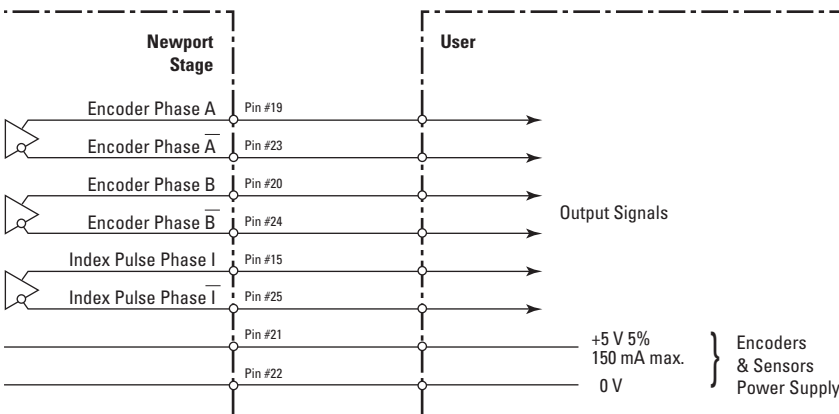 Newport
Stage
User
Encoder Phase A Pin #19
Encoder Phase A̅ Pin #23
Encoder Phase B Pin #20
Encoder Phase B̅ Pin #24
Output Signals
Index Pulse Phase I Pin #15
Index Pulse Phase I̅ Pin #25
Pin #21
+5 V 5%
150 mA max.
Pin #22
0 V
Encoders
& Sensors
Power Supply